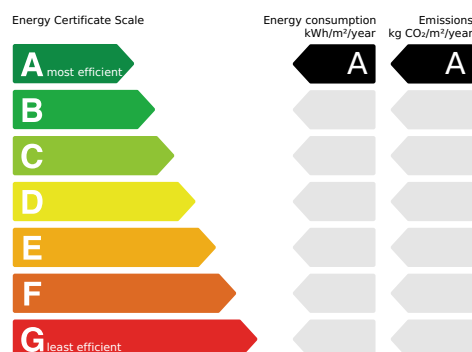 Energy Certificate Scale
Energy consumption
kWh/m²/year
Emissions
kg CO₂/m²/year
A most efficient
A
A
B
C
D
E
F
G least efficient